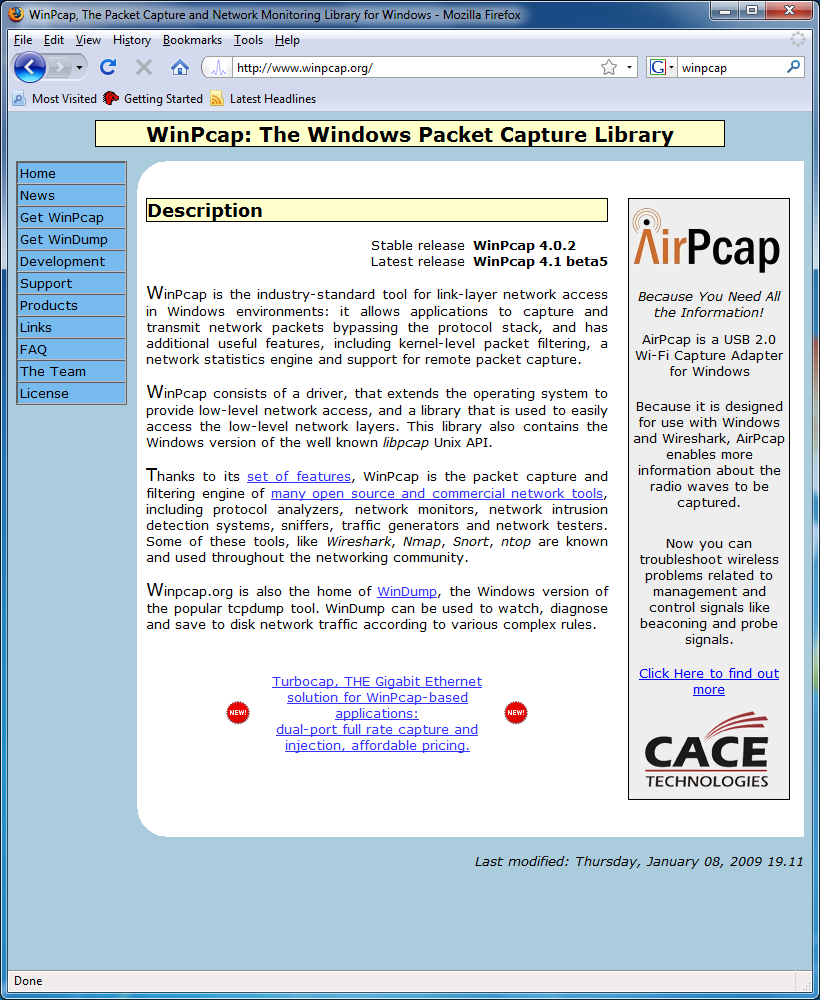 WinPcap, The Packet Capture and Network Monitoring Library for Windows - Mozilla Firefox
File Edit View History Bookmarks Tools Help
http://www.winpcap.org/
G
winpcap
Most Visited Getting Started Latest Headlines
WinPcap: The Windows Packet Capture Library
Home
News
Get WinPcap
Get WinDump
Development
Support
Products
Links
FAQ
The Team
License
Description
Stable release WinPcap 4.0.2
Latest release WinPcap 4.1 beta5
WinPcap is the industry-standard tool for link-layer network access
in Windows environments: it allows applications to capture and
transmit network packets bypassing the protocol stack, and has
additional useful features, including kernel-level packet filtering, a
network statistics engine and support for remote packet capture.
WinPcap consists of a driver, that extends the operating system to
provide low-level network access, and a library that is used to easily
access the low-level network layers. This library also contains the
Windows version of the well known libpcap Unix API.
Thanks to its set of features, WinPcap is the packet capture and
filtering engine of many open source and commercial network tools,
including protocol analyzers, network monitors, network intrusion
detection systems, sniffers, traffic generators and network testers.
Some of these tools, like Wireshark, Nmap, Snort, ntop are known
and used throughout the networking community.
Winpcap.org is also the home of WinDump, the Windows version of
the popular tcpdump tool. WinDump can be used to watch, diagnose
and save to disk network traffic according to various complex rules.
NEW!
Turbocap, THE Gigabit Ethernet
solution for WinPcap-based
applications:
dual-port full rate capture and
injection, affordable pricing.
NEW!
AirPcap
Because You Need All
the Information!
AirPcap is a USB 2.0
Wi-Fi Capture Adapter
for Windows
Because it is designed
for use with Windows
and Wireshark, AirPcap
enables more
information about the
radio waves to be
captured.
Now you can
troubleshoot wireless
problems related to
management and
control signals like
beaconing and probe
signals.
Click Here to find out
more
CACE
TECHNOLOGIES
Last modified: Thursday, January 08, 2009 19.11
Done